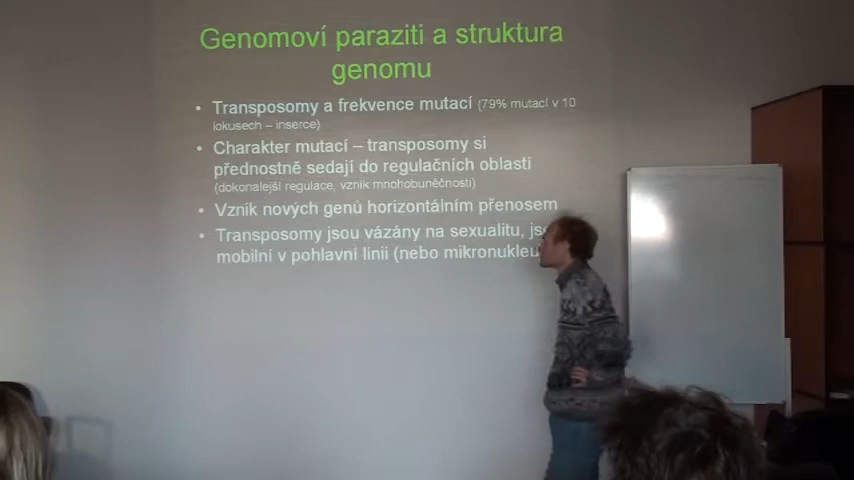 Genomoví paraziti a struktura
genomu
• Transposomy a frekvence mutací (79% mutací v 10
lokusech – inserce)
• Charakter mutací – transposomy si
přednostně sedají do regulačních oblastí
(dokonalejší regulace, vznik mnohobuněčnosti)
• Vznik nových genů horizontálním přenosem
• Transposomy jsou vázány na sexualitu,
mobilní v pohlavní linii (nebo